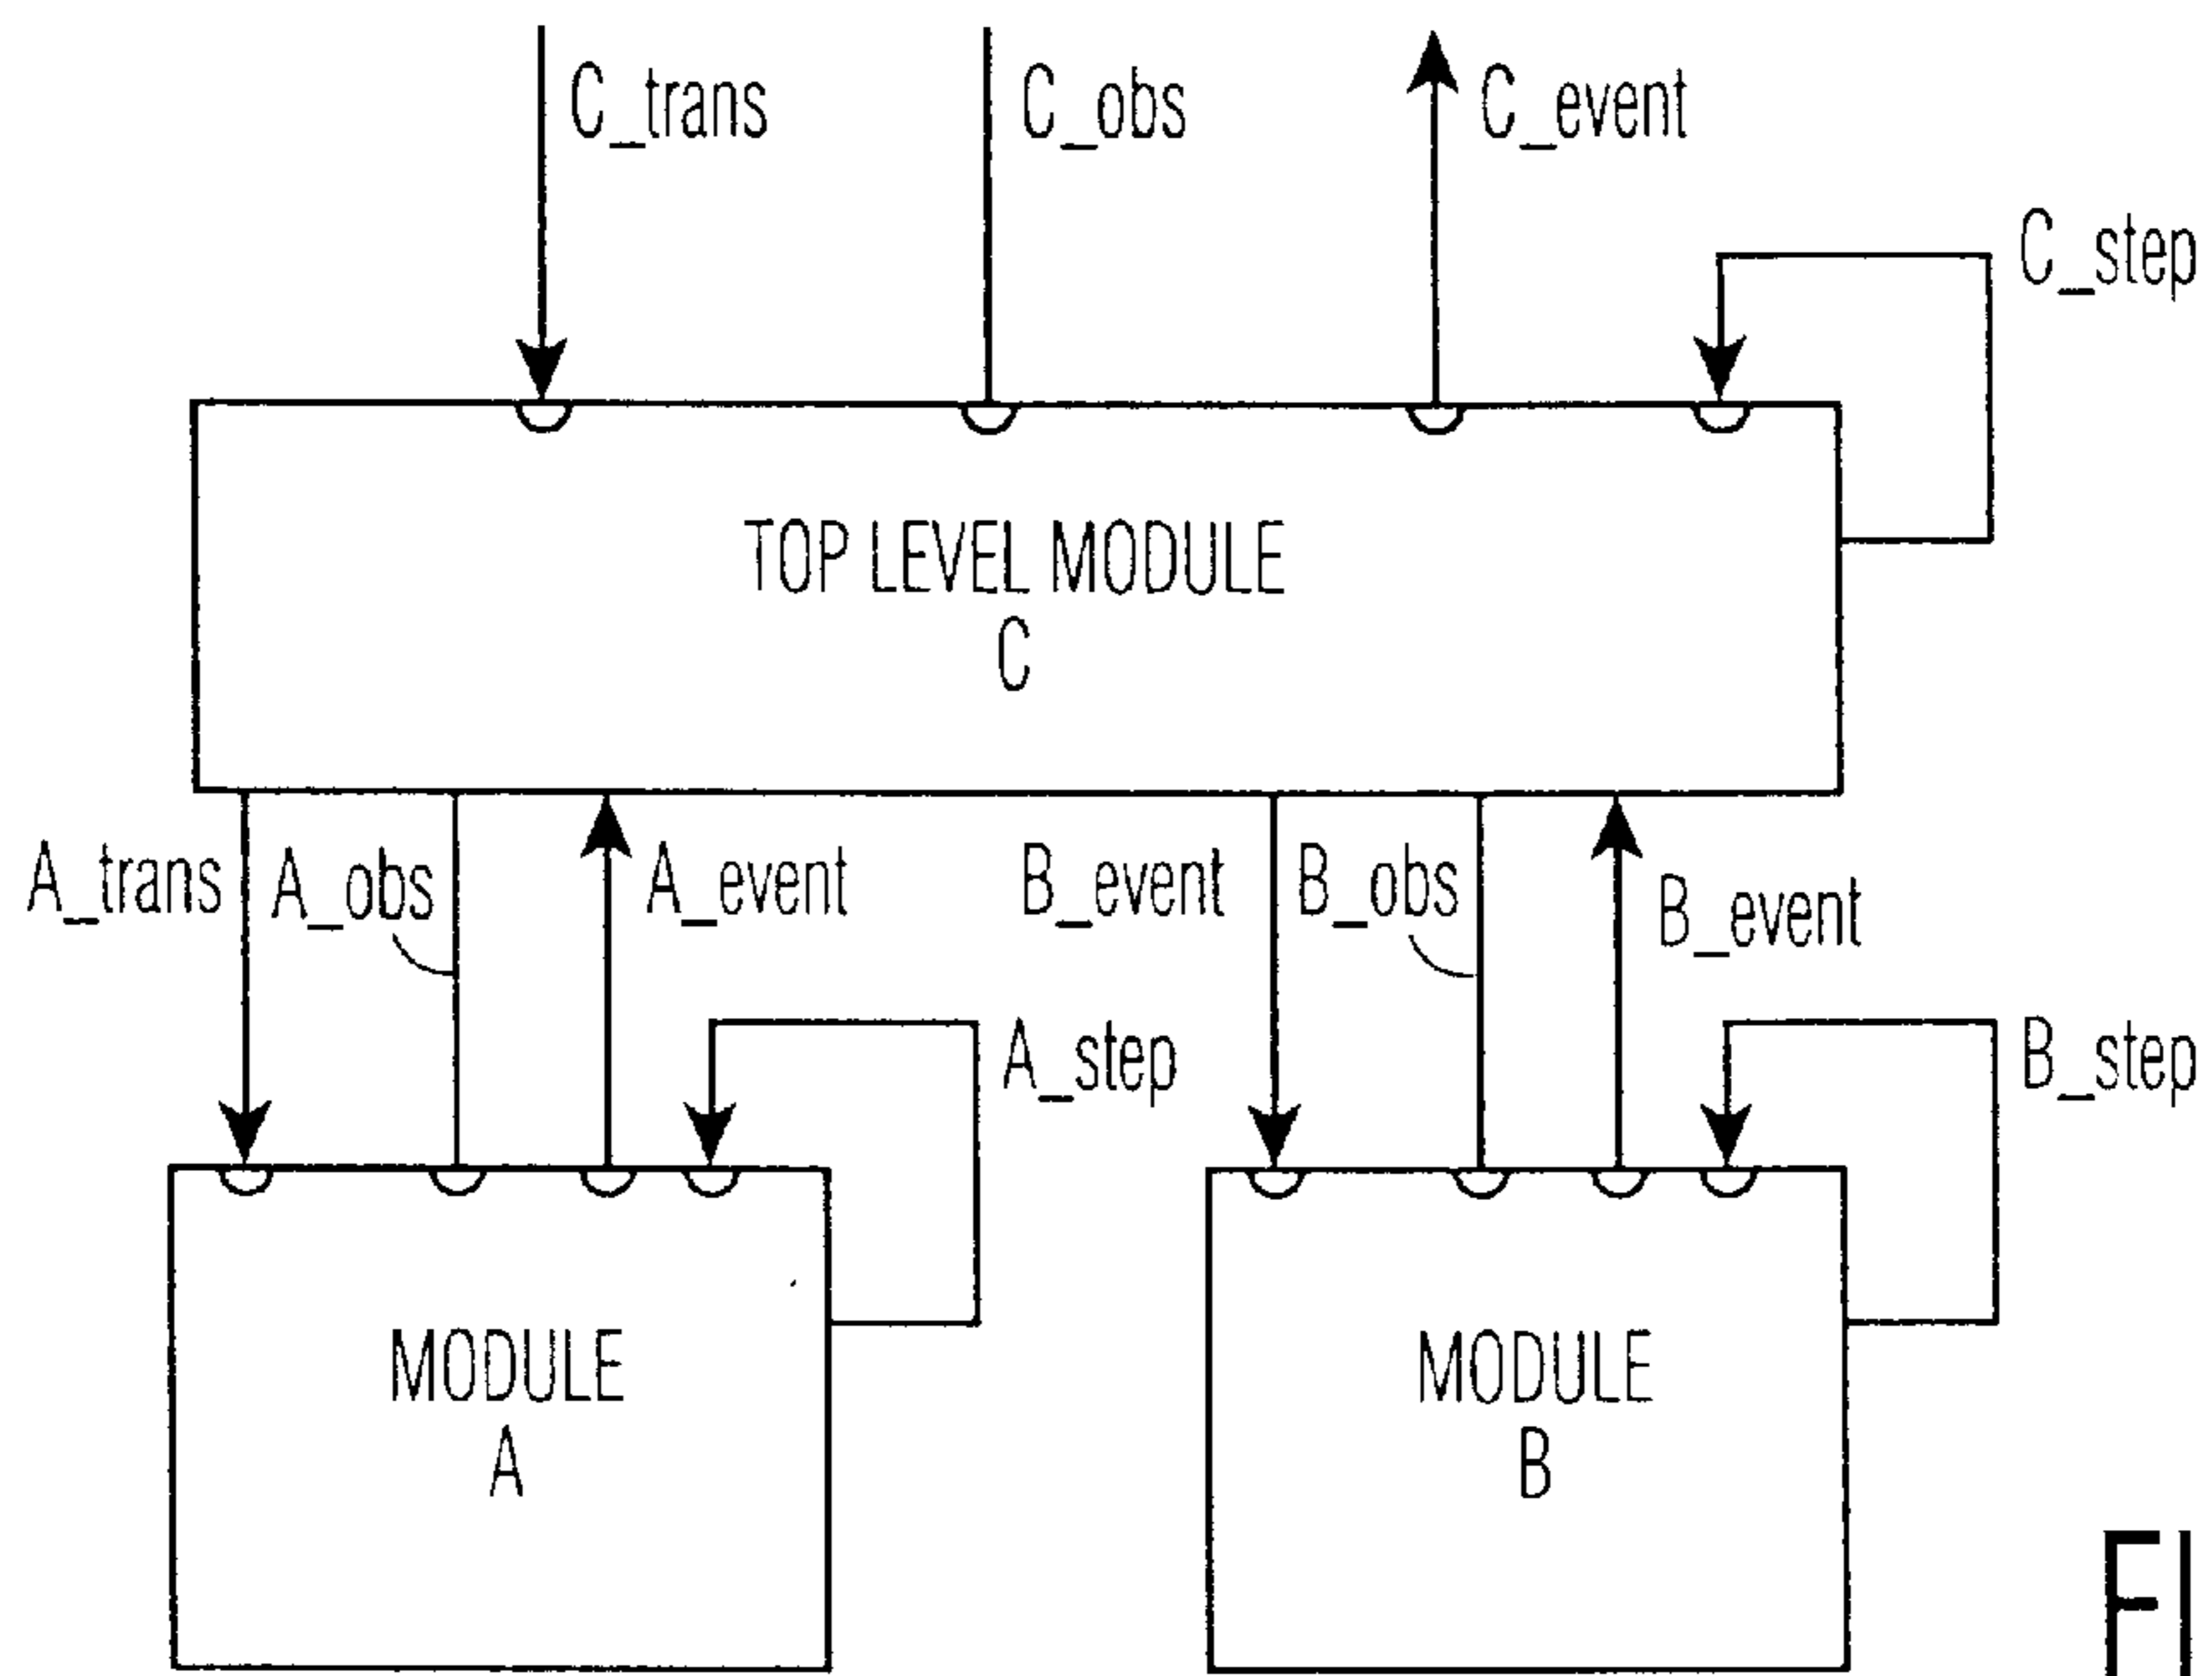 C_trans
C_obs
C_event
C_step
TOP LEVEL MODULE
C
A_trans
A_obs
A_event
B_event
B_obs
B_event
A_step
B_step
MODULE
A
MODULE
B